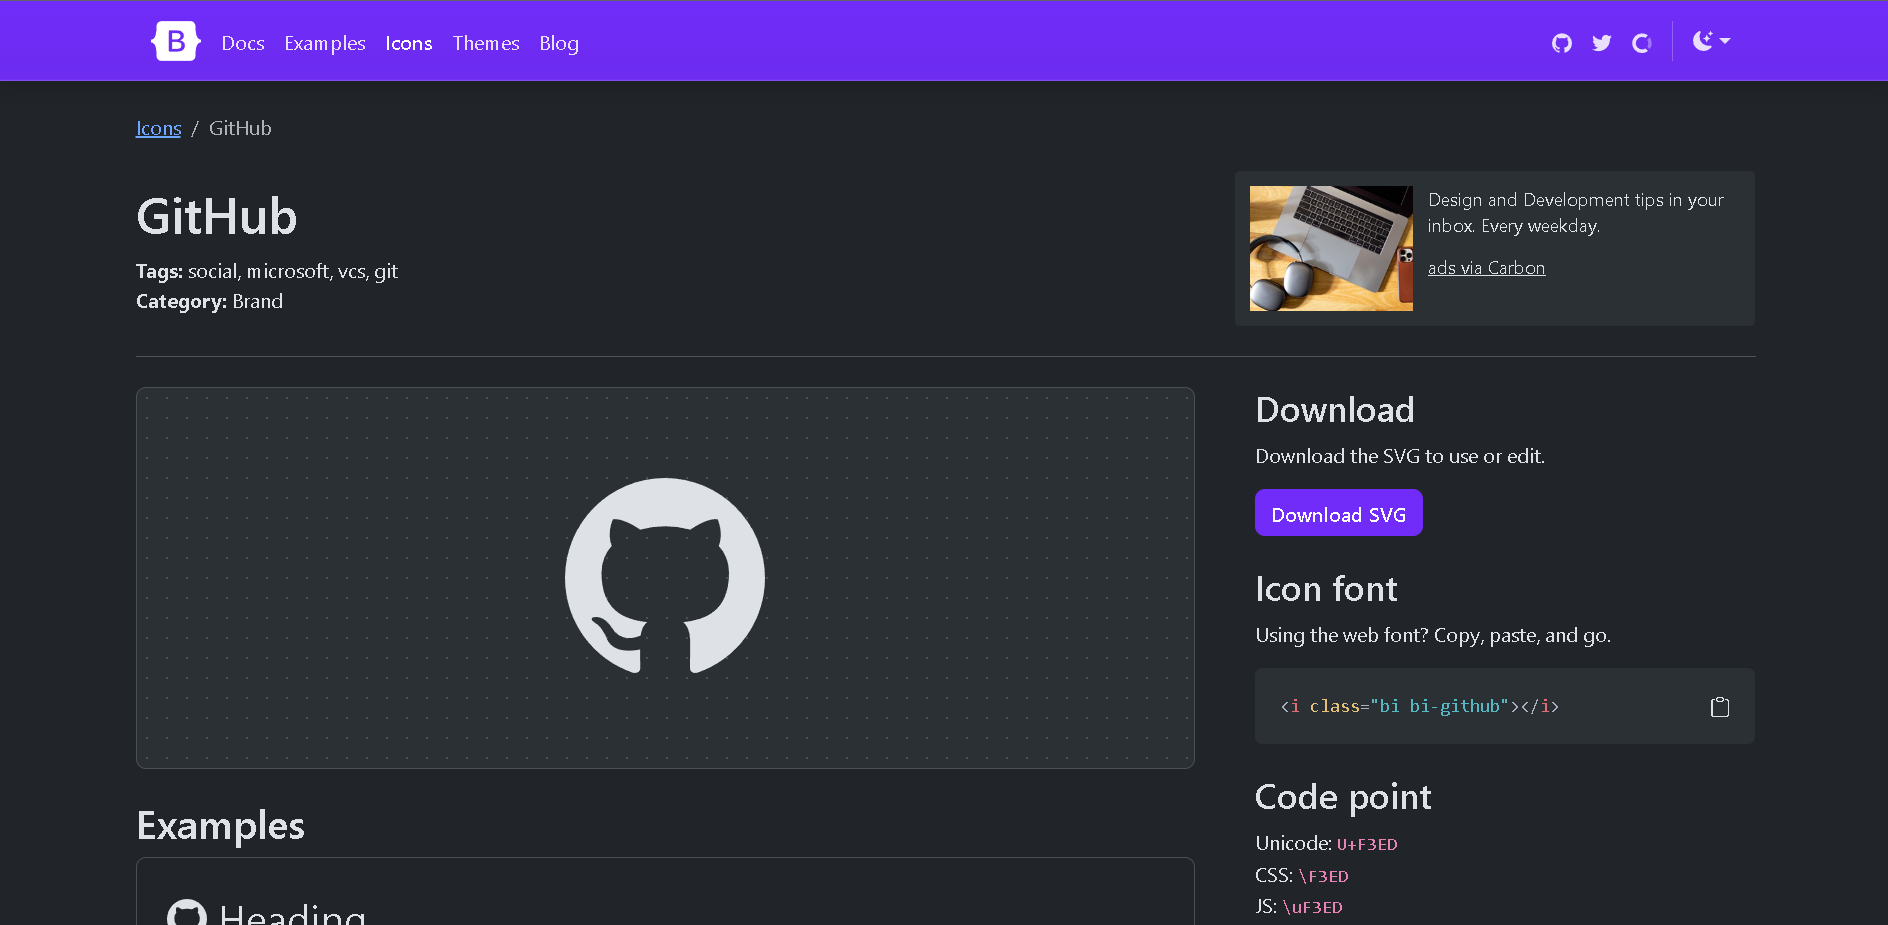 B
Docs Examples Icons Themes Blog
Icons / GitHub
GitHub
Tags: social, microsoft, vcs, git
Category: Brand
Design and Development tips in your
inbox. Every weekday.
ads via Carbon
Examples
Heading
Download
Download the SVG to use or edit.
Download SVG
Icon font
Using the web font? Copy, paste, and go.
<i class="bi bi-github"></i>
Code point
Unicode: U+F3ED
CSS: \F3ED
JS: \uF3ED